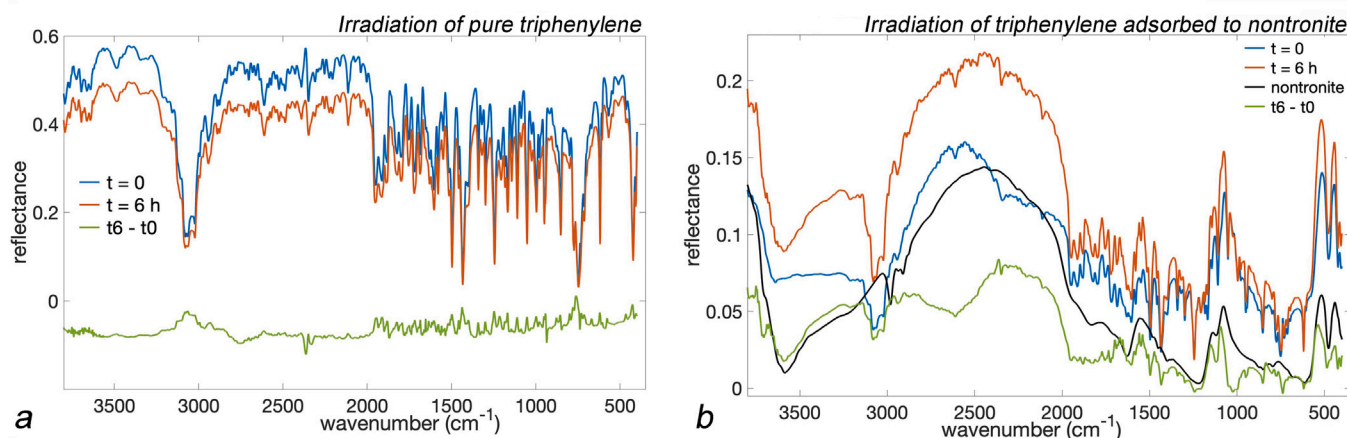 Irradiation of pure triphenylene
0.6
0.4
0.2
0
reflectance
t = 0
t = 6 h
t6 - t0
3500 3000 2500 2000 1500 1000 500
wavenumber (cm⁻¹)
a
Irradiation of triphenylene adsorbed to nontronite
0.2
0.15
0.1
0.05
0
reflectance
t = 0
t = 6 h
nontronite
t6 - t0
3500 3000 2500 2000 1500 1000 500
wavenumber (cm⁻¹)
b